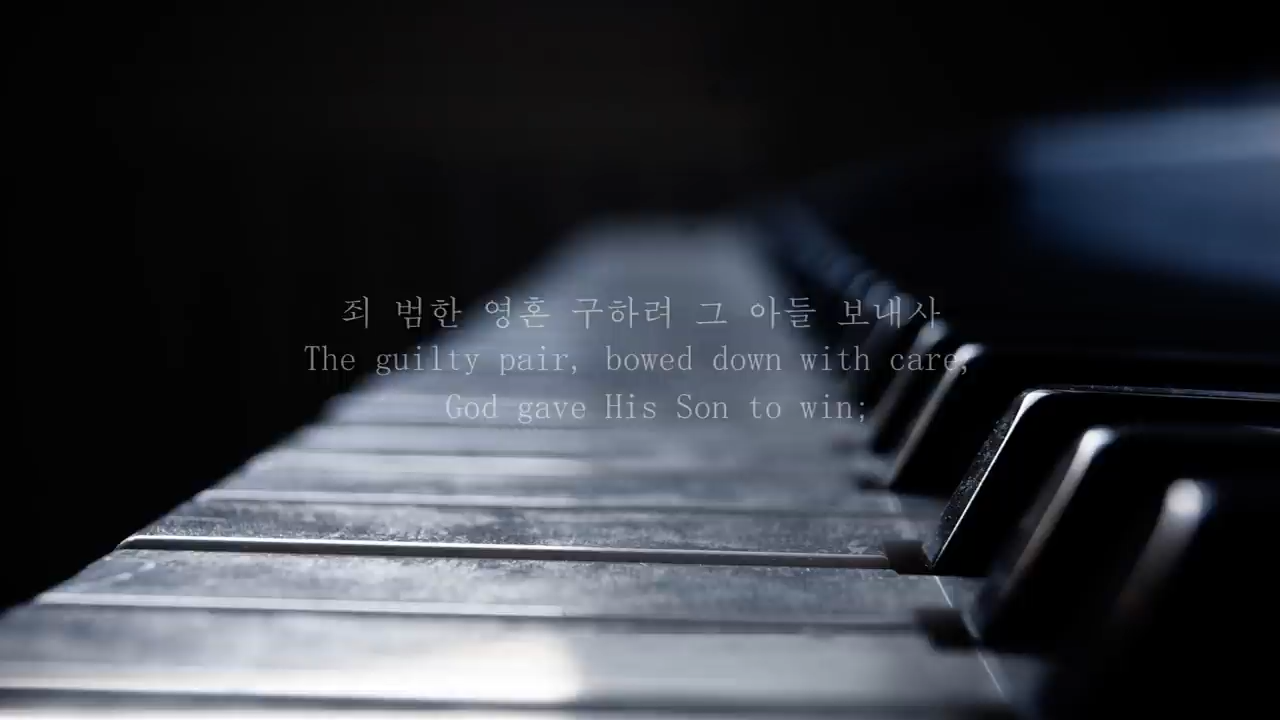 죄 범한 영혼 구하려 그 아들 보내사
The guilty pair, bowed down with care,
God gave His Son to win;